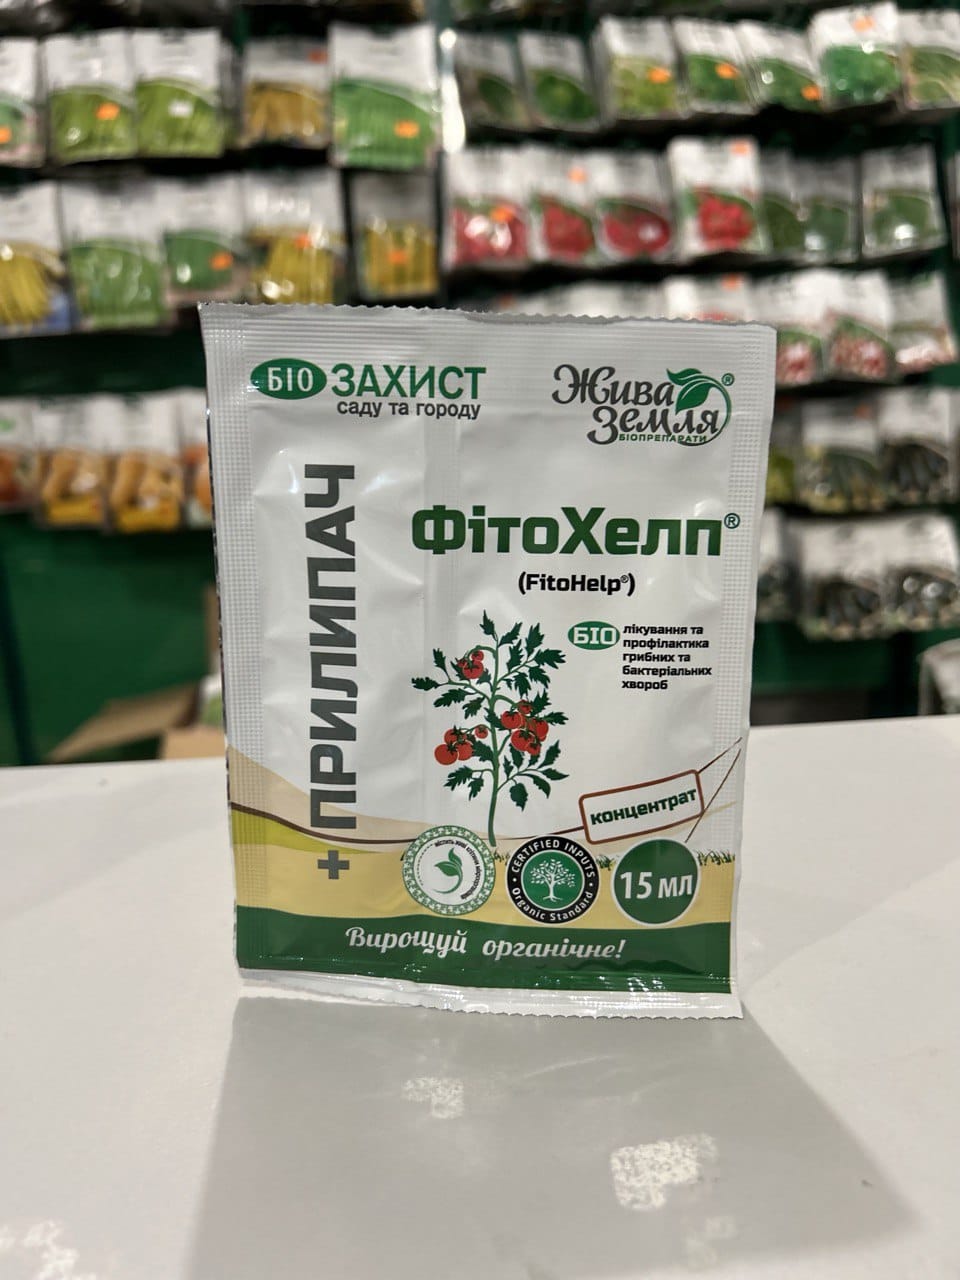 БІО ЗАХИСТ
саду та городу
Жива
Земля®
БІОПРЕПАРАТИ
+ ПРИЛИПАЧ
ФітоХелп®
(FitoHelp®)
БІО
лікування та
профілактика
грибних та
бактеріальних
хвороб
концентрат
CERTIFIED INPUTS
Organic Standard
15 мл
Вирощуй органічне!